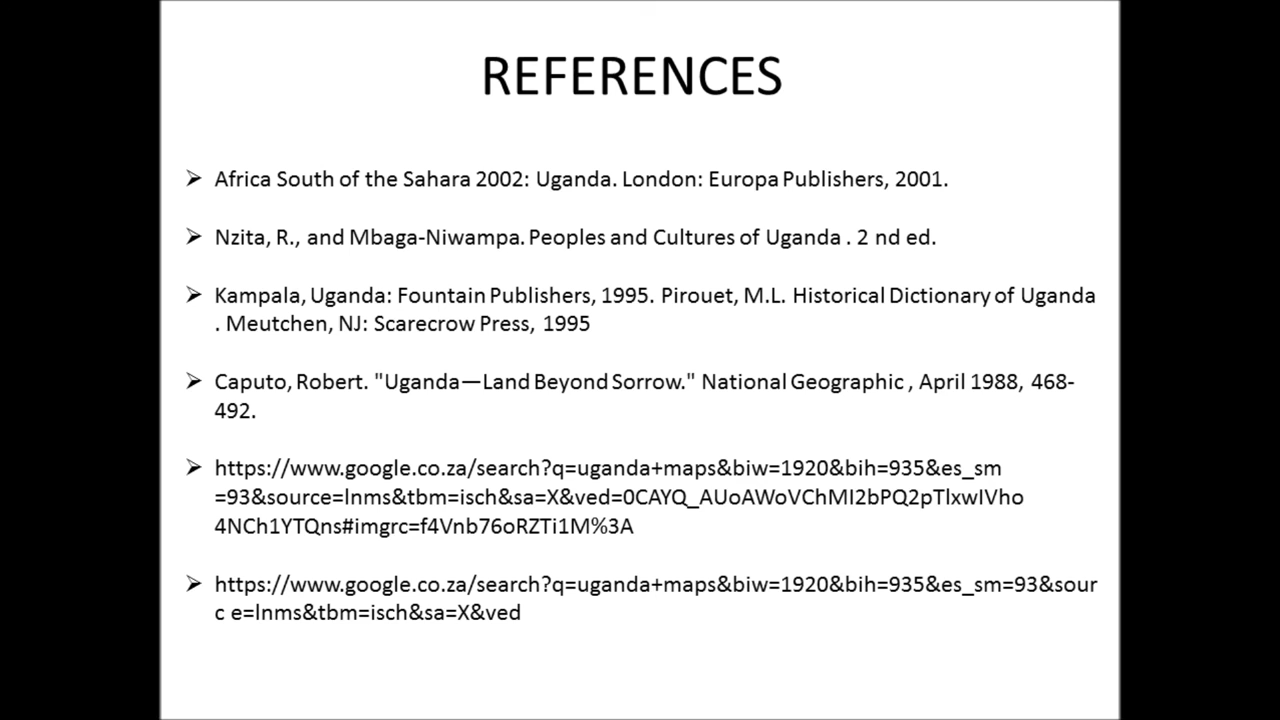 REFERENCES
➢ Africa South of the Sahara 2002: Uganda. London: Europa Publishers, 2001.
➢ Nzita, R., and Mbaga-Niwampa. Peoples and Cultures of Uganda . 2 nd ed.
➢ Kampala, Uganda: Fountain Publishers, 1995. Pirouet, M.L. Historical Dictionary of Uganda
. Meutchen, NJ: Scarecrow Press, 1995
➢ Caputo, Robert. "Uganda—Land Beyond Sorrow." National Geographic , April 1988, 468-
492.
➢ https://www.google.co.za/search?q=uganda+maps&biw=1920&bih=935&es_sm
=93&source=lnms&tbm=isch&sa=X&ved=0CAYQ_AUoAWoVChMI2bPQ2pTlxwIVho
4NCh1YTQns#imgrc=f4Vnb76oRZTi1M%3A
➢ https://www.google.co.za/search?q=uganda+maps&biw=1920&bih=935&es_sm=93&sour
c e=lnms&tbm=isch&sa=X&ved